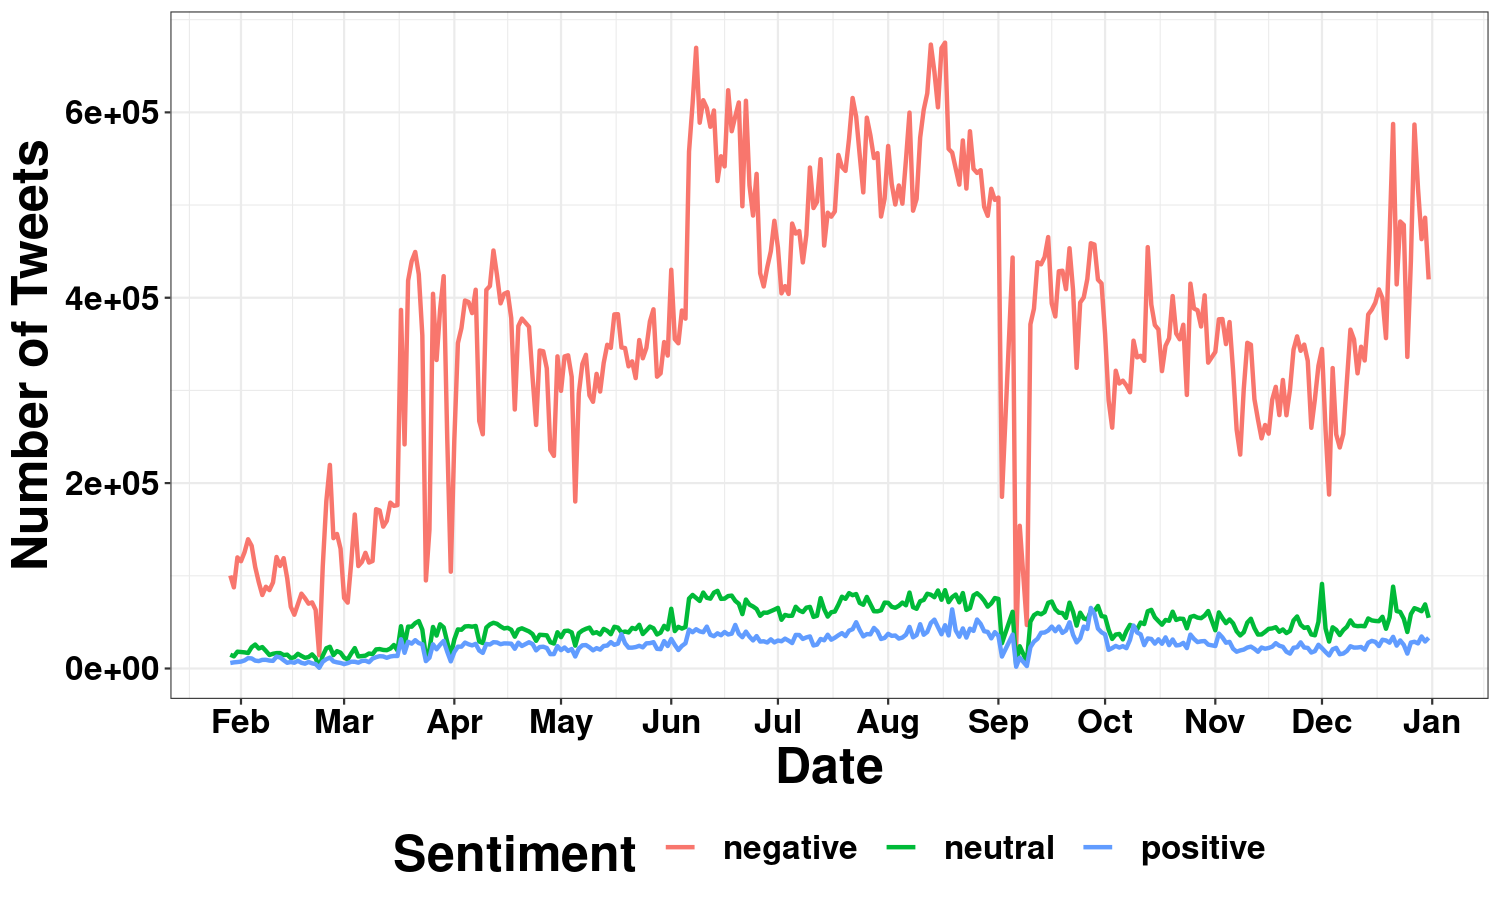 Number of Tweets
6e+05
4e+05
2e+05
0e+00
Feb Mar Apr May Jun Jul Aug Sep Oct Nov Dec Jan
Date
Sentiment negative neutral positive